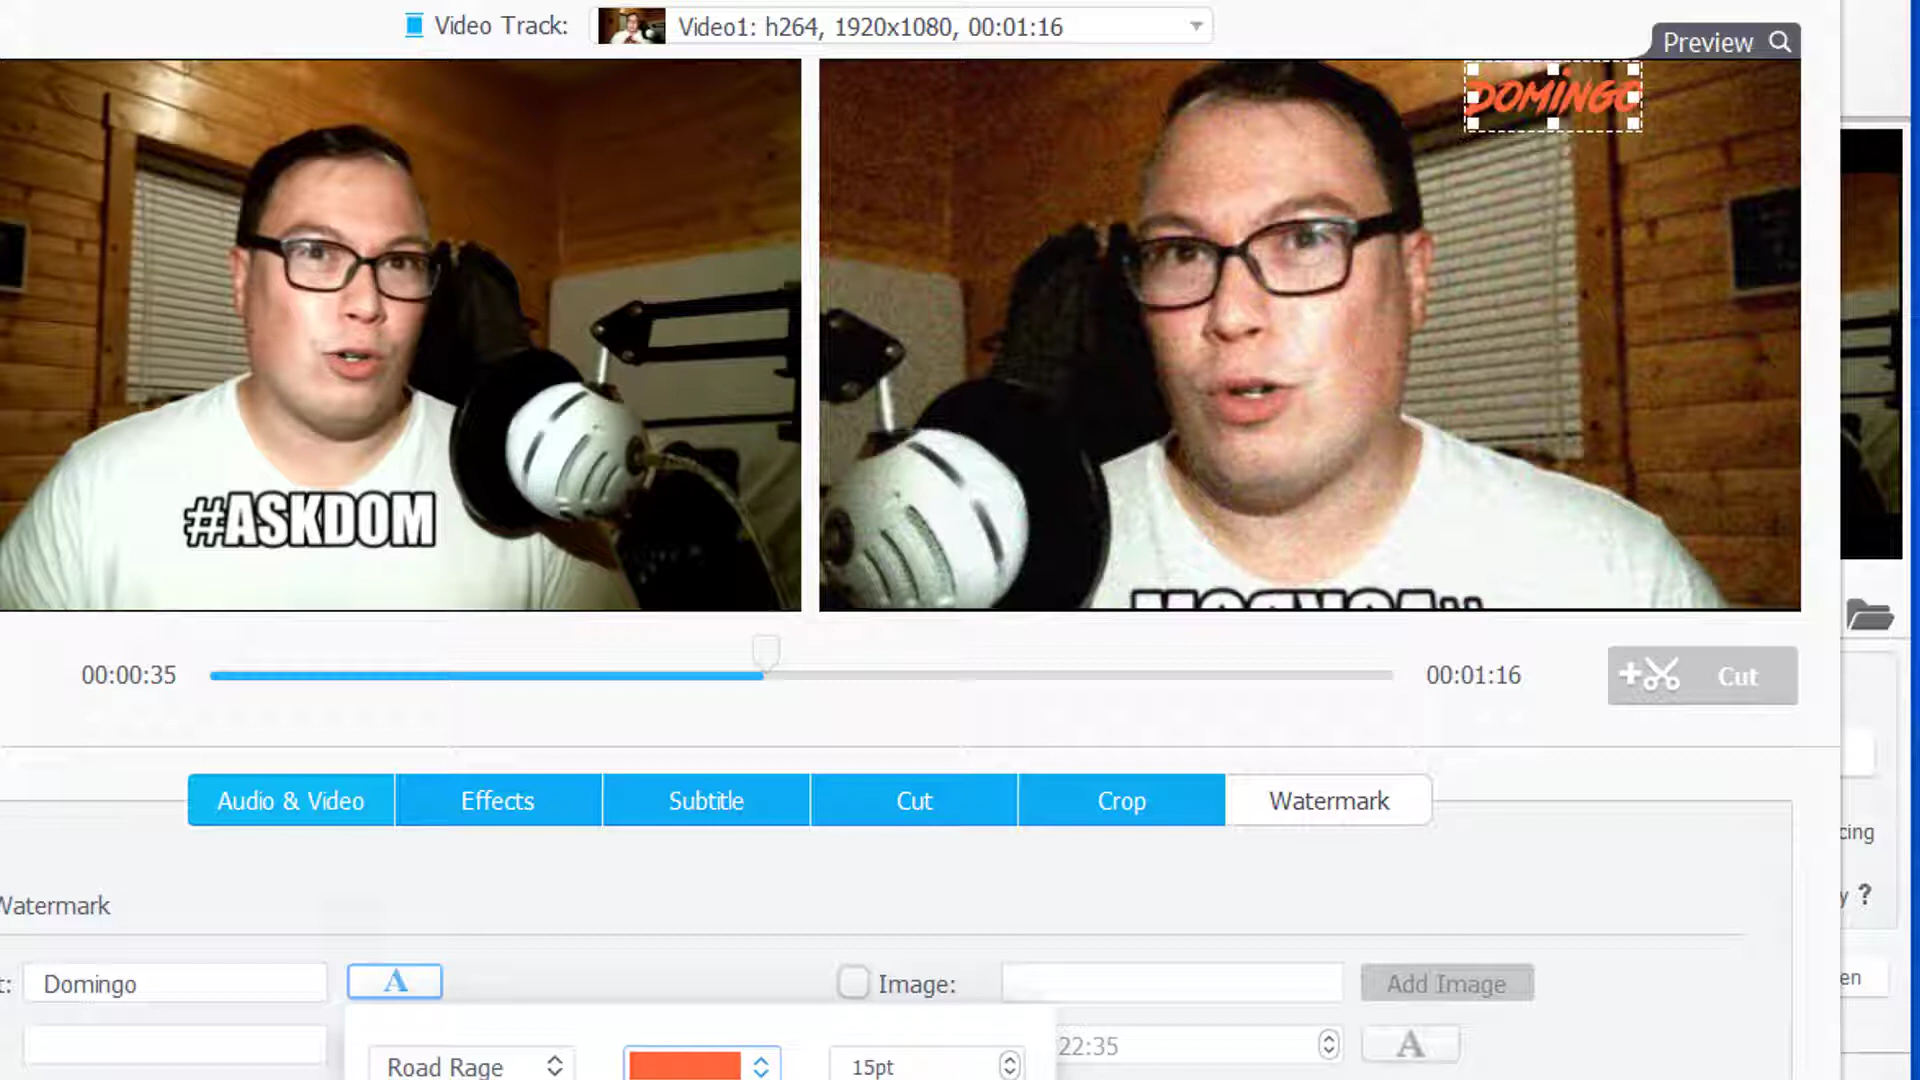 Video Track: Video1: h264, 1920x1080, 00:01:16
Preview
DOMINGO
#ASKDOM
00:00:35
00:01:16
Cut
Audio & Video Effects Subtitle Cut Crop Watermark
Watermark
Domingo A Image: Add Image
22:35 A
Road Rage 15pt
?